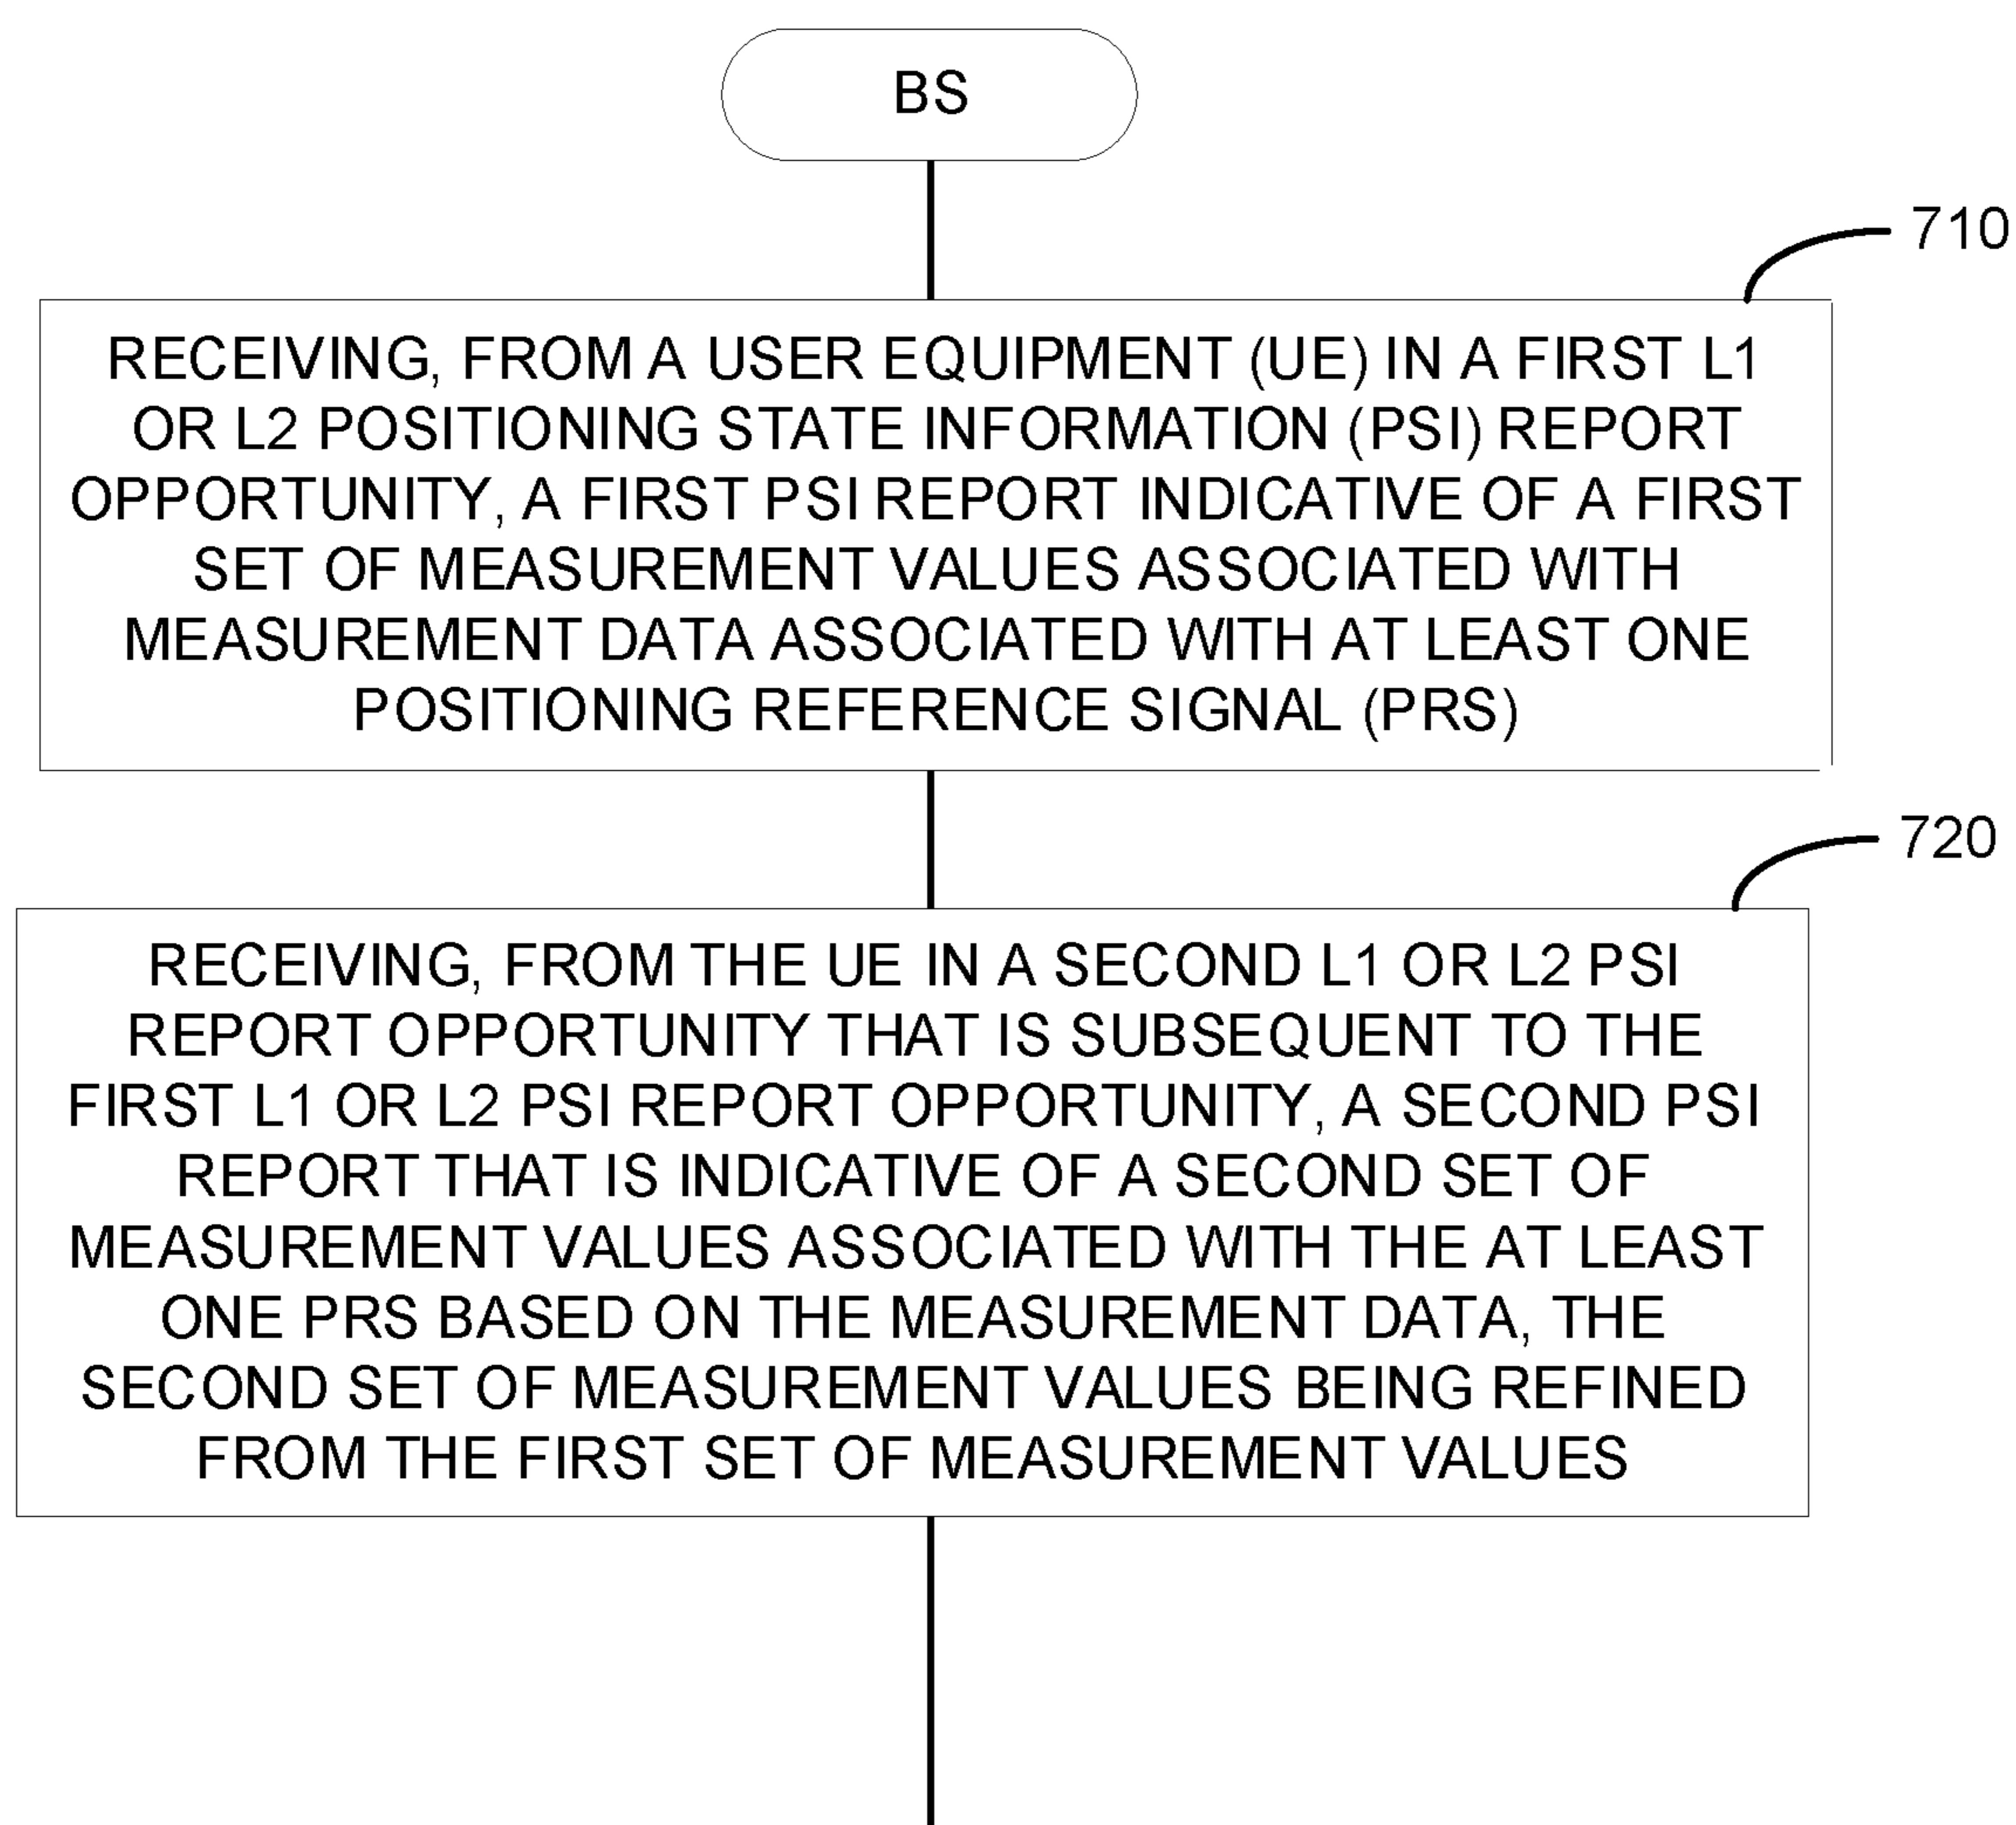 BS
710
RECEIVING, FROM A USER EQUIPMENT (UE) IN A FIRST L1
OR L2 POSITIONING STATE INFORMATION (PSI) REPORT
OPPORTUNITY, A FIRST PSI REPORT INDICATIVE OF A FIRST
SET OF MEASUREMENT VALUES ASSOCIATED WITH
MEASUREMENT DATA ASSOCIATED WITH AT LEAST ONE
POSITIONING REFERENCE SIGNAL (PRS)
720
RECEIVING, FROM THE UE IN A SECOND L1 OR L2 PSI
REPORT OPPORTUNITY THAT IS SUBSEQUENT TO THE
FIRST L1 OR L2 PSI REPORT OPPORTUNITY, A SECOND PSI
REPORT THAT IS INDICATIVE OF A SECOND SET OF
MEASUREMENT VALUES ASSOCIATED WITH THE AT LEAST
ONE PRS BASED ON THE MEASUREMENT DATA, THE
SECOND SET OF MEASUREMENT VALUES BEING REFINED
FROM THE FIRST SET OF MEASUREMENT VALUES